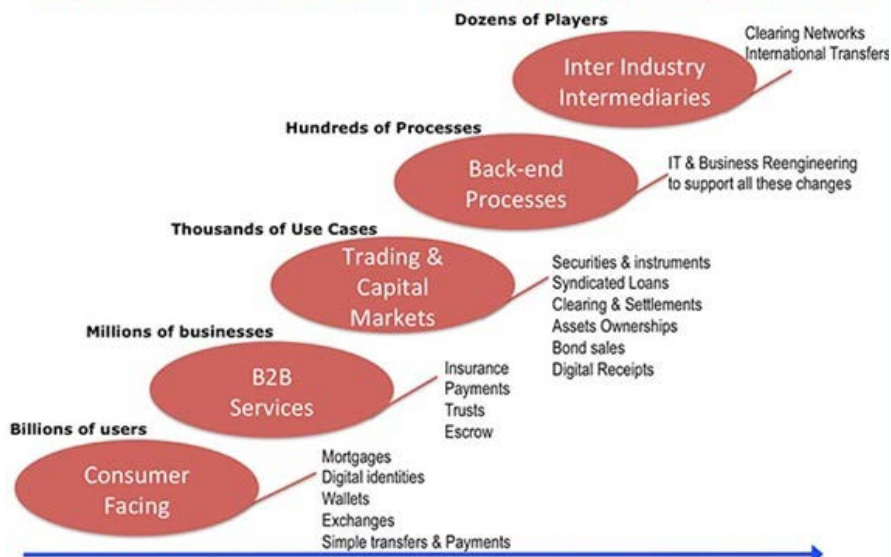 Dozens of Players
Inter Industry
Intermediaries
Clearing Networks
International Transfers
Hundreds of Processes
Back-end
Processes
IT & Business Reengineering
to support all these changes
Thousands of Use Cases
Trading &
Capital
Markets
Securities & instruments
Syndicated Loans
Clearing & Settlements
Assets Ownerships
Bond sales
Digital Receipts
Millions of businesses
B2B
Services
Insurance
Payments
Trusts
Escrow
Billions of users
Consumer
Facing
Mortgages
Digital identities
Wallets
Exchanges
Simple transfers & Payments